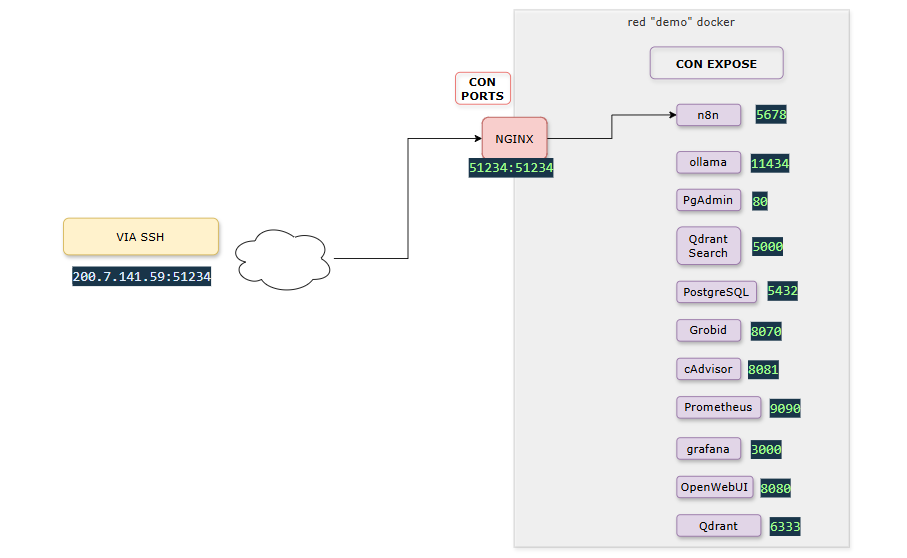 red "demo" docker
CON EXPOSE
CON
PORTS
NGINX
51234:51234
VIA SSH
200.7.141.59:51234
n8n
5678
ollama
11434
PgAdmin
80
Qdrant
Search
5000
PostgreSQL
5432
Grobid
8070
cAdvisor
8081
Prometheus
9090
grafana
3000
OpenWebUI
8080
Qdrant
6333